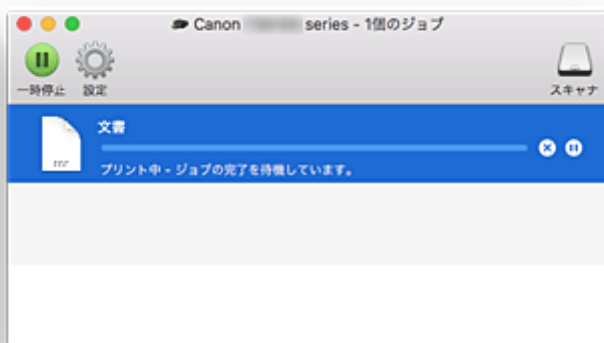 Canon series - 1個のジョブ
一時停止 設定 スキャナ
文書
プリント中 - ジョブの完了を待機しています。